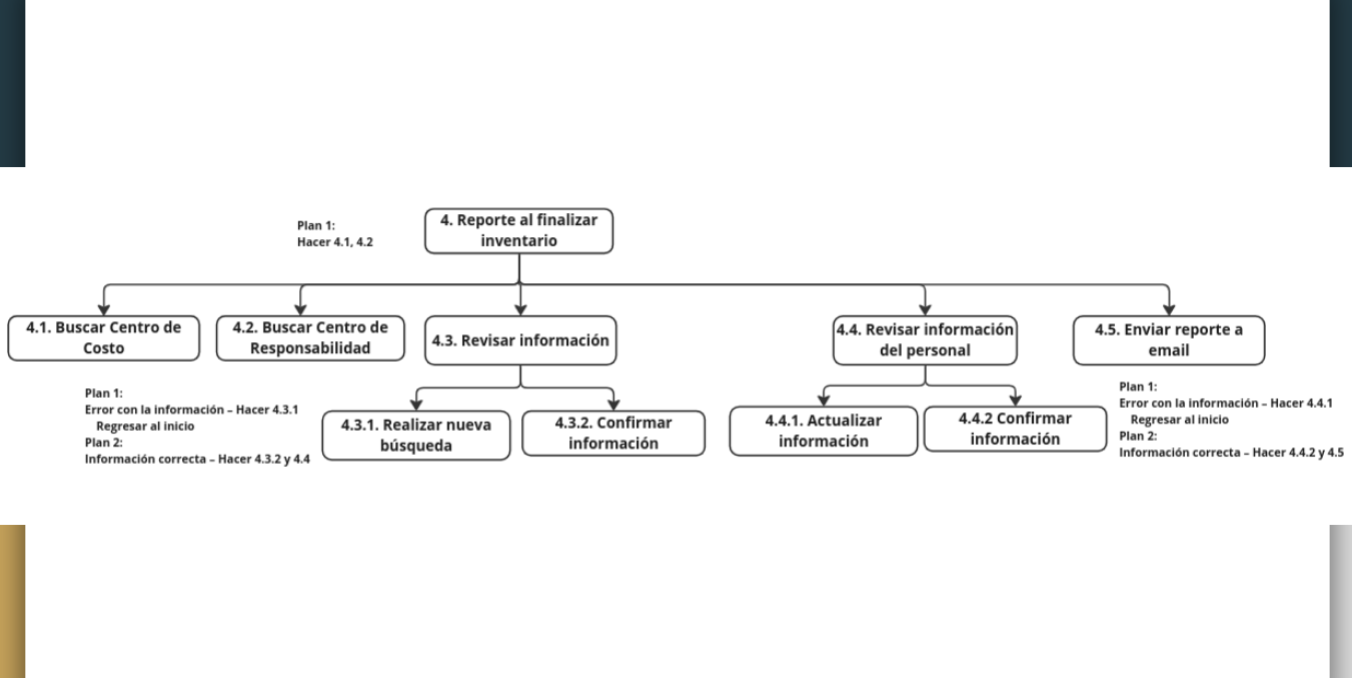 Plan 1:
Hacer 4.1, 4.2
4. Reporte al finalizar
inventario
4.1. Buscar Centro de
Costo
4.2. Buscar Centro de
Responsabilidad
4.3. Revisar información
4.4. Revisar información
del personal
4.5. Enviar reporte a
email
Plan 1:
Error con la información – Hacer 4.3.1
Regresar al inicio
Plan 2:
Información correcta – Hacer 4.3.2 y 4.4
4.3.1. Realizar nueva
búsqueda
4.3.2. Confirmar
información
4.4.1. Actualizar
información
4.4.2 Confirmar
información
Plan 1:
Error con la información – Hacer 4.4.1
Regresar al inicio
Plan 2:
Información correcta – Hacer 4.4.2 y 4.5